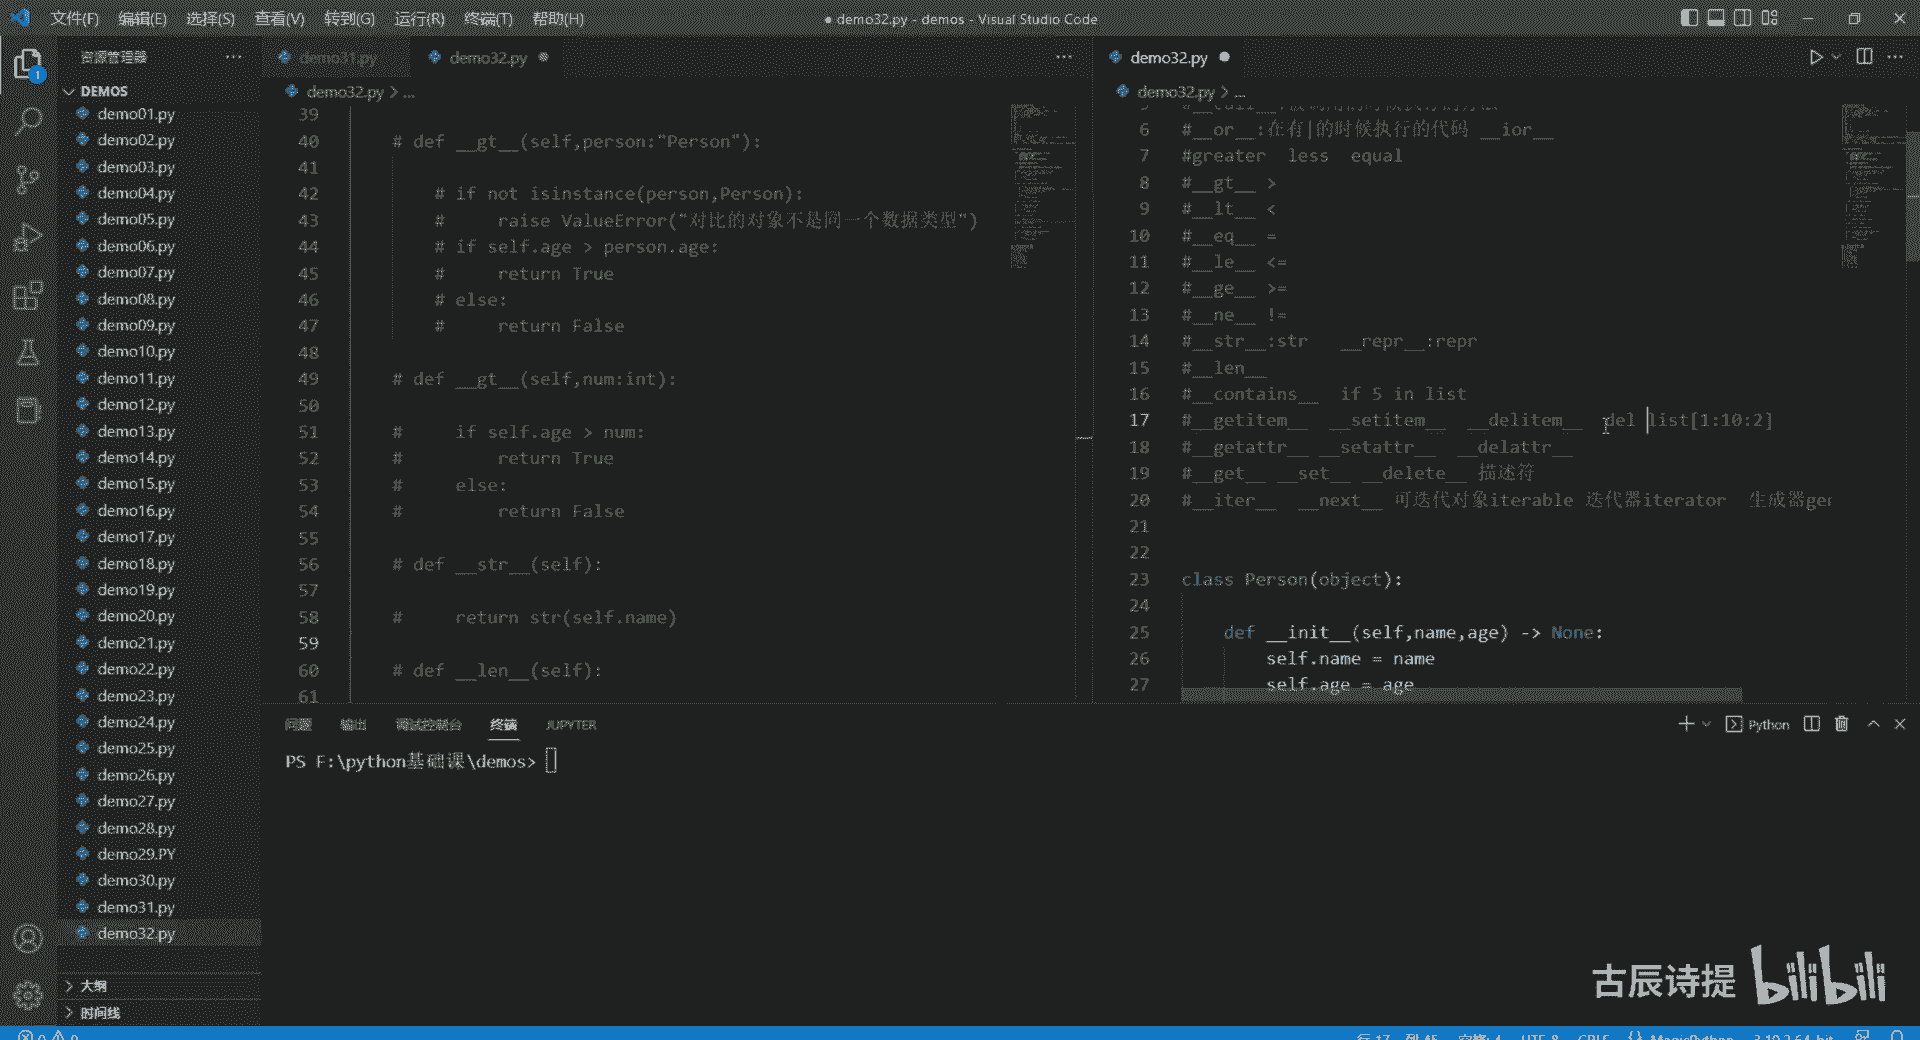 文件(F) 编辑(E) 选择(S) 查看(V) 转到(G) 运行(R) 终端(T) 帮助(H)
● demo32.py - demos - Visual Studio Code
资源管理器
1
DEMOS
demo01.py
demo02.py
demo03.py
demo04.py
demo05.py
demo06.py
demo07.py
demo08.py
demo09.py
demo10.py
demo11.py
demo12.py
demo13.py
demo14.py
demo15.py
demo16.py
demo17.py
demo18.py
demo19.py
demo20.py
demo21.py
demo22.py
demo23.py
demo24.py
demo25.py
demo26.py
demo27.py
demo28.py
demo29.PY
demo30.py
demo31.py
demo32.py
大纲
时间线
demo31.py demo32.py
demo32.py > ...
39
40 # def __gt__(self,person:"Person"):
41
42 # if not isinstance(person,Person):
43 # raise ValueError("对比的对象不是同一个数据类型")
44 # if self.age > person.age:
45 # return True
46 # else:
47 # return False
48
49 # def __gt__(self,num:int):
50
51 # if self.age > num:
52 # return True
53 # else:
54 # return False
55
56 # def __str__(self):
57
58 # return str(self.name)
59
60 # def __len__(self):
61
demo32.py
demo32.py > ...
6 #__or__:在有|的时候执行的代码 __ior__
7 #greater less equal
8 #__gt__ >
9 #__lt__ <
10 #__eq__ =
11 #__le__ <=
12 #__ge__ >=
13 #__ne__ !=
14 #__str__:str __repr__:repr
15 #__len__
16 #__contains__ if 5 in list
17 #__getitem__ __setitem__ __delitem__ del list[1:10:2]
18 #__getattr__ __setattr__ __delattr__
19 #__get__ __set__ __delete__ 描述符
20 #__iter__ __next__ 可迭代对象iterable 迭代器iterator 生成器ger
21
22
23 class Person(object):
24
25 def __init__(self,name,age) -> None:
26 self.name = name
27 self.age = age
问题 输出 调试控制台 终端 JUPYTER
Python
PS F:\python基础课\demos>
古辰诗提 bilibili